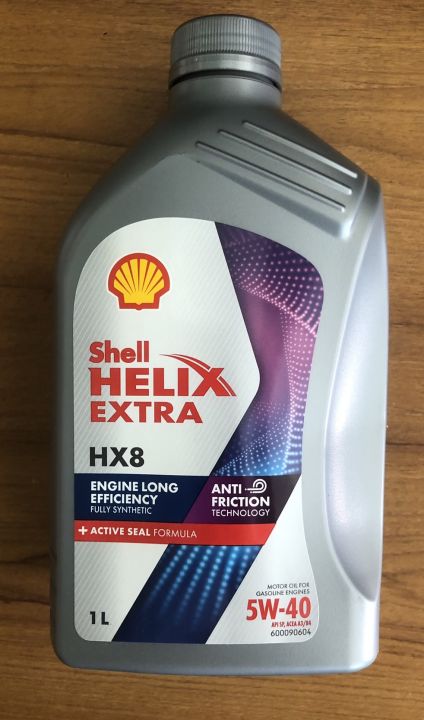 Shell
HELIX
EXTRA
HX8
ENGINE LONG
EFFICIENCY
FULLY SYNTHETIC
ANTI
FRICTION
TECHNOLOGY
+ ACTIVE SEAL FORMULA
1 L
MOTOR OIL FOR
GASOLINE ENGINES
5W-40
API SP, ACEA A3/B4
600090604